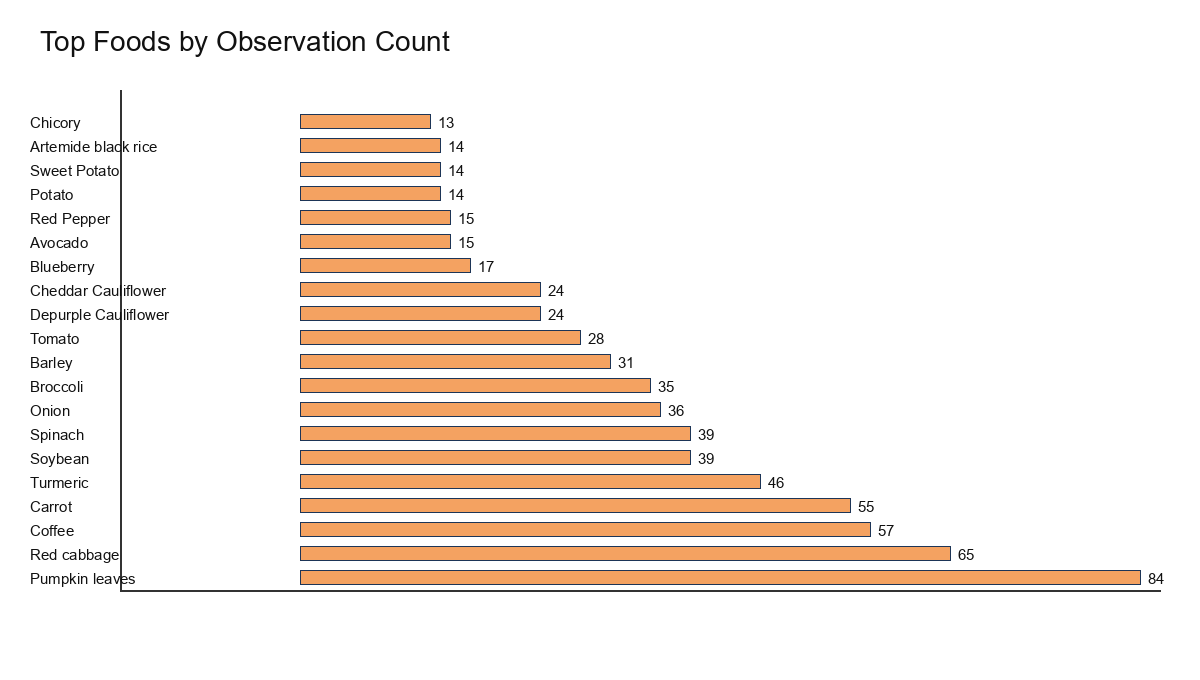 Top Foods by Observation Count
Chicory 13
Artemide black rice 14
Sweet Potato 14
Potato 14
Red Pepper 15
Avocado 15
Blueberry 17
Cheddar Cauliflower 24
Depurple Cauliflower 24
Tomato 28
Barley 31
Broccoli 35
Onion 36
Spinach 39
Soybean 39
Turmeric 46
Carrot 55
Coffee 57
Red cabbage 65
Pumpkin leaves 84